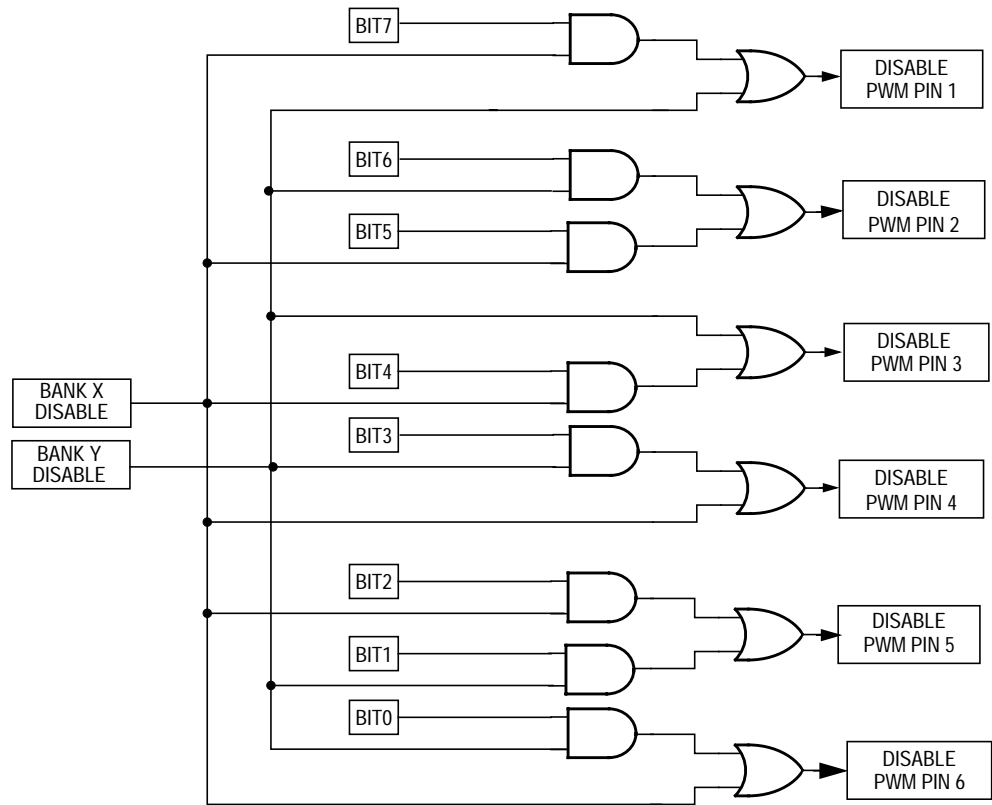 BIT7
DISABLE
PWM PIN 1
BIT6
DISABLE
PWM PIN 2
BIT5
DISABLE
PWM PIN 3
BIT4
BANK X
DISABLE
BIT3
BANK Y
DISABLE
DISABLE
PWM PIN 4
BIT2
DISABLE
PWM PIN 5
BIT1
BIT0
DISABLE
PWM PIN 6